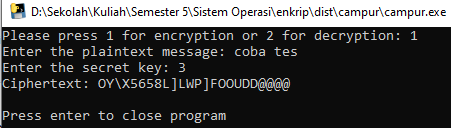 D:\Sekolah\Kuliah\Semester 5\Sistem Operasi\enkrip\dist\campur\campur.exe
Please press 1 for encryption or 2 for decryption: 1
Enter the plaintext message: coba tes
Enter the secret key: 3
Ciphertext: OY\X5658L]LWP]FOOUDD@@@@
Press enter to close program